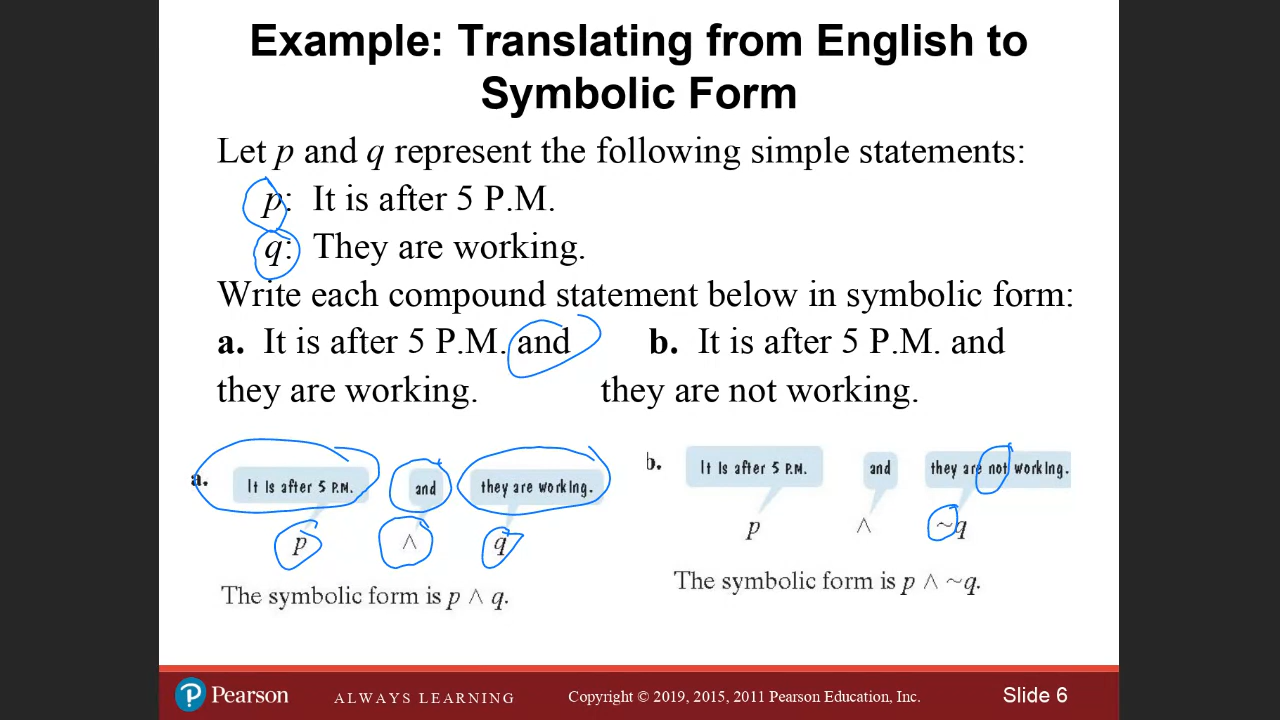 Example: Translating from English to
Symbolic Form
Let p and q represent the following simple statements:
p: It is after 5 P.M.
q: They are working.
Write each compound statement below in symbolic form:
a. It is after 5 P.M. and b. It is after 5 P.M. and
they are working. they are not working.
a. It is after 5 P.M. and they are working.
p ∧ q
The symbolic form is p ∧ q.
b. It is after 5 P.M. and they are not working.
p ∧ ~q
The symbolic form is p ∧ ~q.
Pearson ALWAYS LEARNING Copyright © 2019, 2015, 2011 Pearson Education, Inc. Slide 6